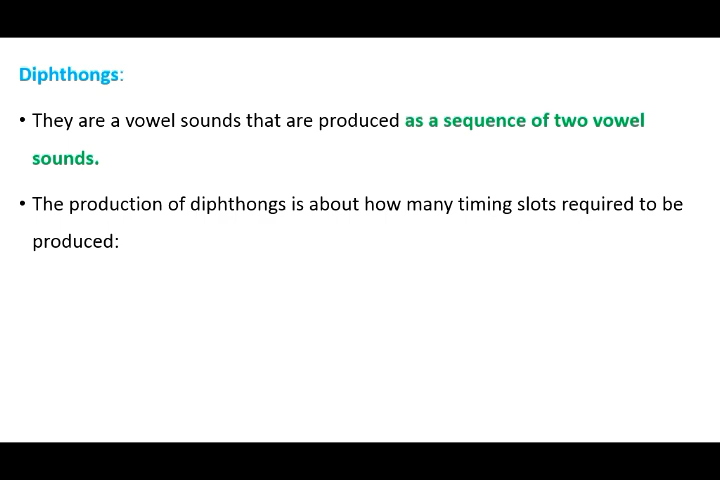 Diphthongs:
• They are a vowel sounds that are produced as a sequence of two vowel
sounds.
• The production of diphthongs is about how many timing slots required to be
produced: